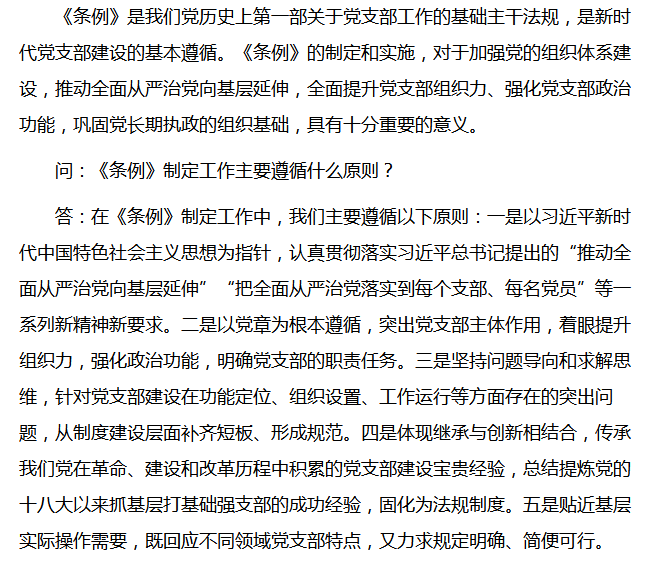 《条例》是我们党历史上第一部关于党支部工作的基础主干法规，是新时
代党支部建设的基本遵循。《条例》的制定和实施，对于加强党的组织体系建
设，推动全面从严治党向基层延伸，全面提升党支部组织力、强化党支部政治
功能，巩固党长期执政的组织基础，具有十分重要的意义。
问：《条例》制定工作主要遵循什么原则？
答：在《条例》制定工作中，我们主要遵循以下原则：一是以习近平新时
代中国特色社会主义思想为指针，认真贯彻落实习近平总书记提出的“推动全
面从严治党向基层延伸”“把全面从严治党落实到每个支部、每名党员”等一
系列新精神新要求。二是以党章为根本遵循，突出党支部主体作用，着眼提升
组织力，强化政治功能，明确党支部的职责任务。三是坚持问题导向和求解思
维，针对党支部建设在功能定位、组织设置、工作运行等方面存在的突出问
题，从制度建设层面补齐短板、形成规范。四是体现继承与创新相结合，传承
我们党在革命、建设和改革历程中积累的党支部建设宝贵经验，总结提炼党的
十八大以来抓基层打基础强支部的成功经验，固化为法规制度。五是贴近基层
实际操作需要，既回应不同领域党支部特点，又力求规定明确、简便可行。